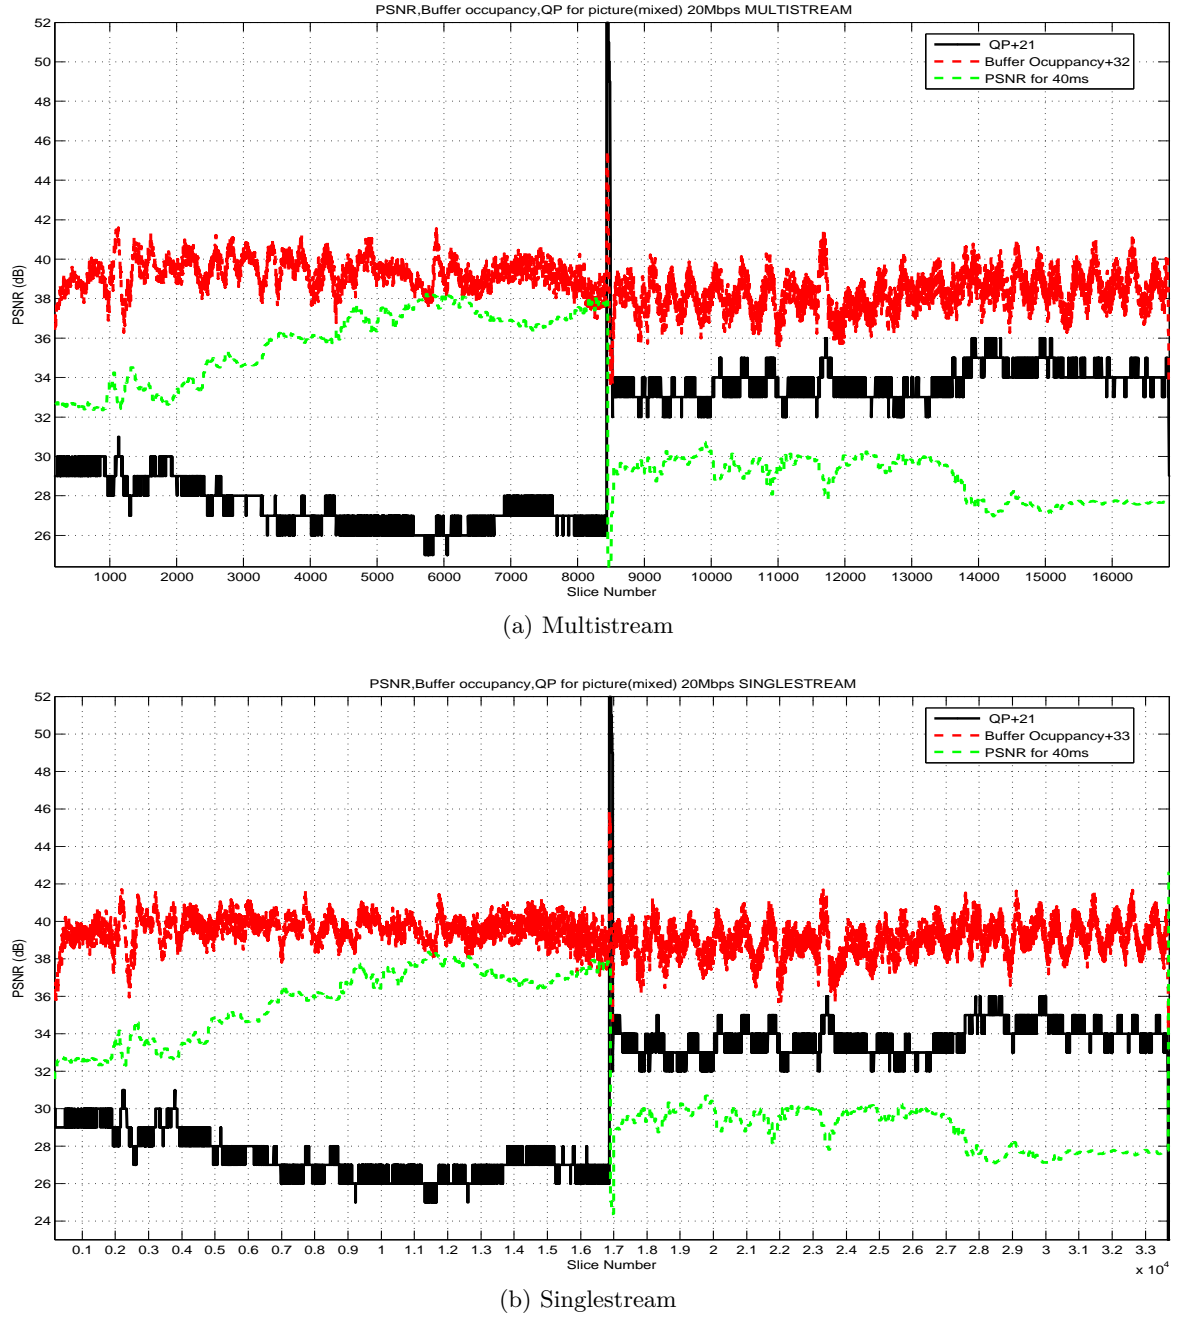 PSNR,Buffer occupancy,QP for picture(mixed) 20Mbps MULTISTREAM
52
50
48
46
44
42
40
38
36
34
32
30
28
26
PSNR (dB)
QP+21
Buffer Ocuppancy+32
PSNR for 40ms
1000 2000 3000 4000 5000 6000 7000 8000 9000 10000 11000 12000 13000 14000 15000 16000
Slice Number
(a) Multistream
PSNR,Buffer occupancy,QP for picture(mixed) 20Mbps SINGLESTREAM
52
50
48
46
44
42
40
38
36
34
32
30
28
26
24
PSNR (dB)
QP+21
Buffer Ocuppancy+33
PSNR for 40ms
0.1 0.2 0.3 0.4 0.5 0.6 0.7 0.8 0.9 1 1.1 1.2 1.3 1.4 1.5 1.6 1.7 1.8 1.9 2 2.1 2.2 2.3 2.4 2.5 2.6 2.7 2.8 2.9 3 3.1 3.2 3.3
Slice Number
x 10^4
(b) Singlestream